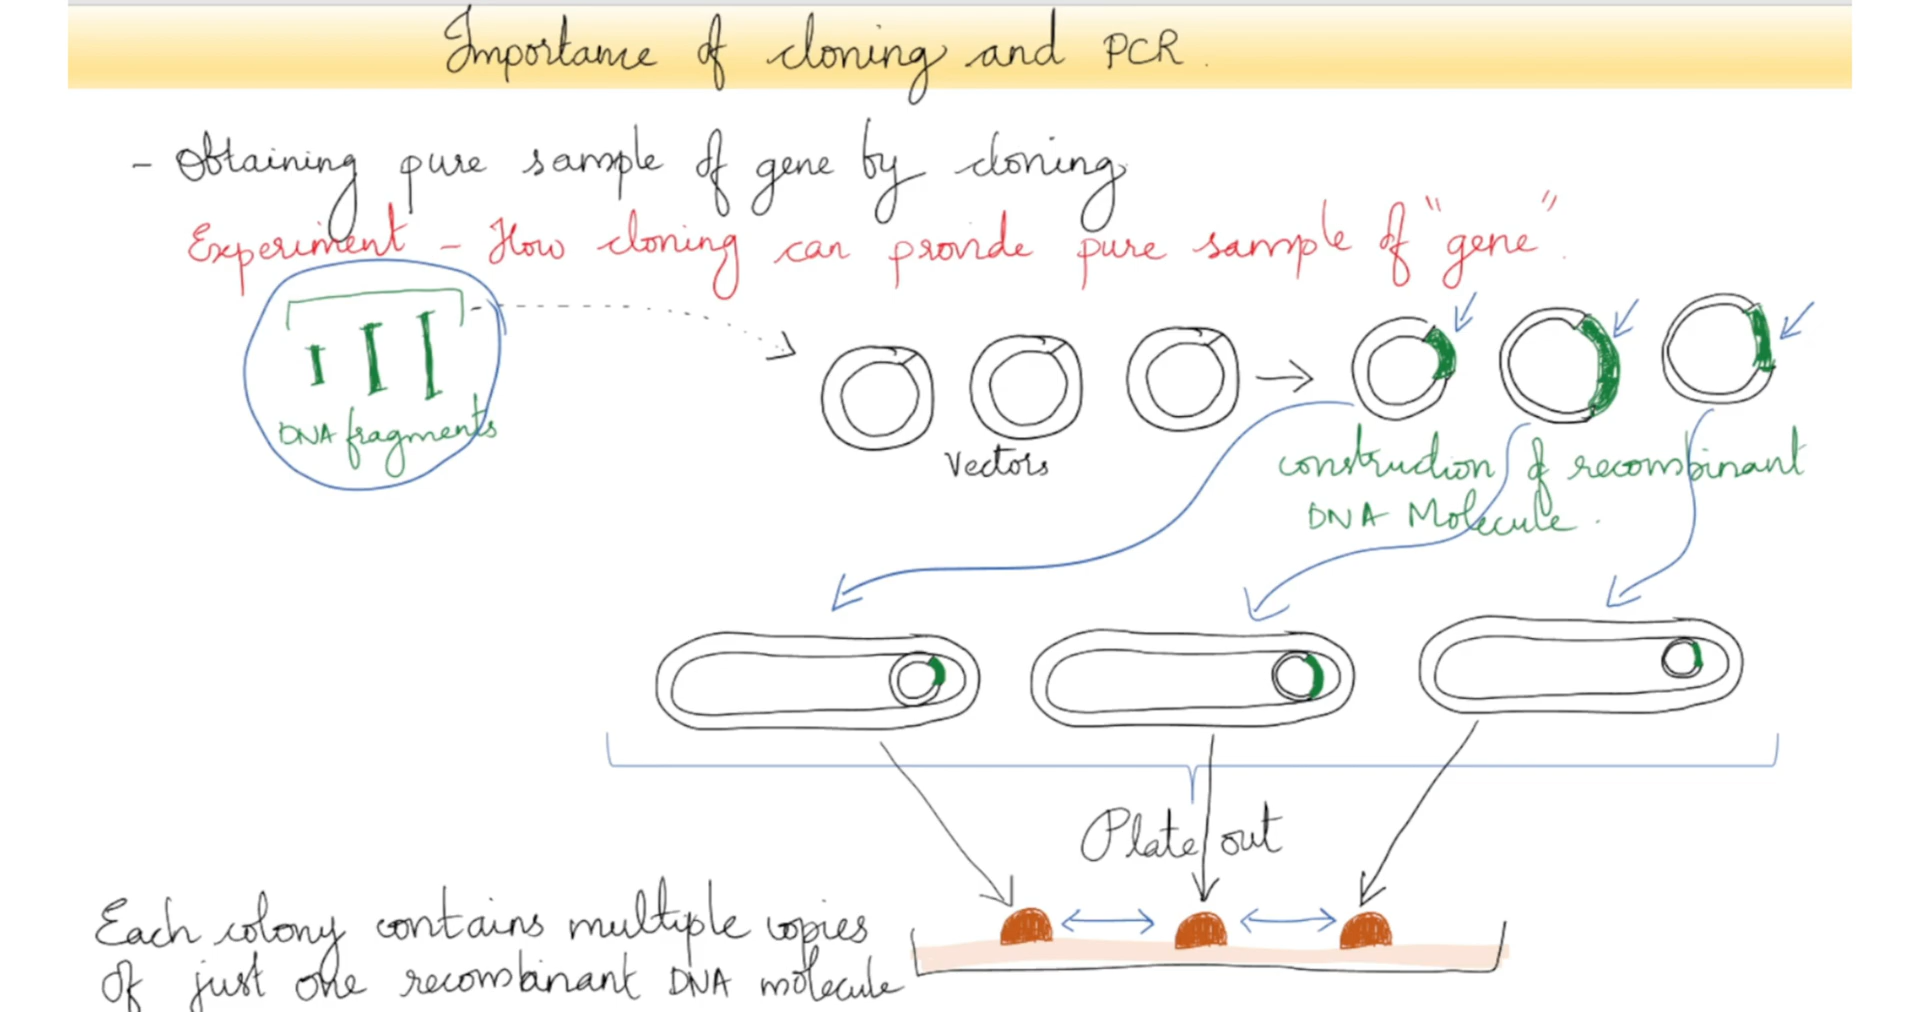 Importance of cloning and PCR.
- Obtaining pure sample of gene by cloning
Experiment - How cloning can provide pure sample of "gene".
DNA fragments
Vectors
construction of recombinant
DNA Molecule.
Plate out
Each colony contains multiple copies
of just one recombinant DNA molecule